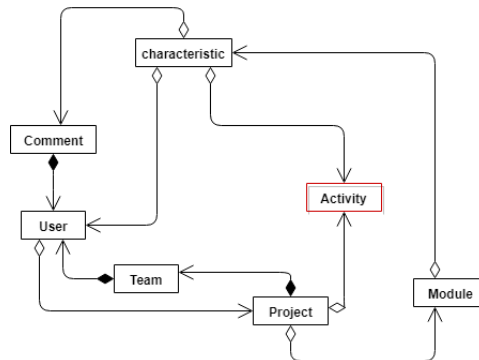 characteristic
Comment
Activity
User
Team
Project
Module